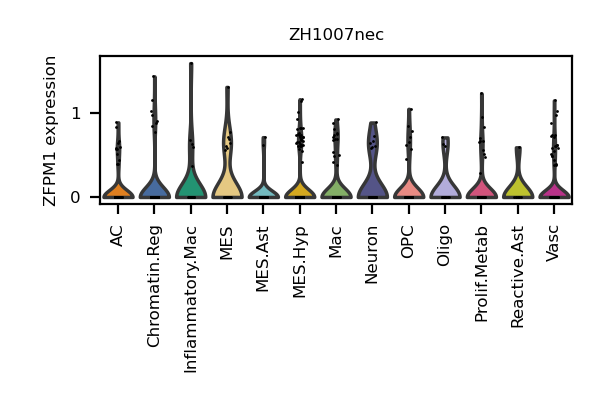 ZH1007nec
ZFPM1 expression
1
0
AC
Chromatin.Reg
Inflammatory.Mac
MES
MES.Ast
MES.Hyp
Mac
Neuron
OPC
Oligo
Prolif.Metab
Reactive.Ast
Vasc